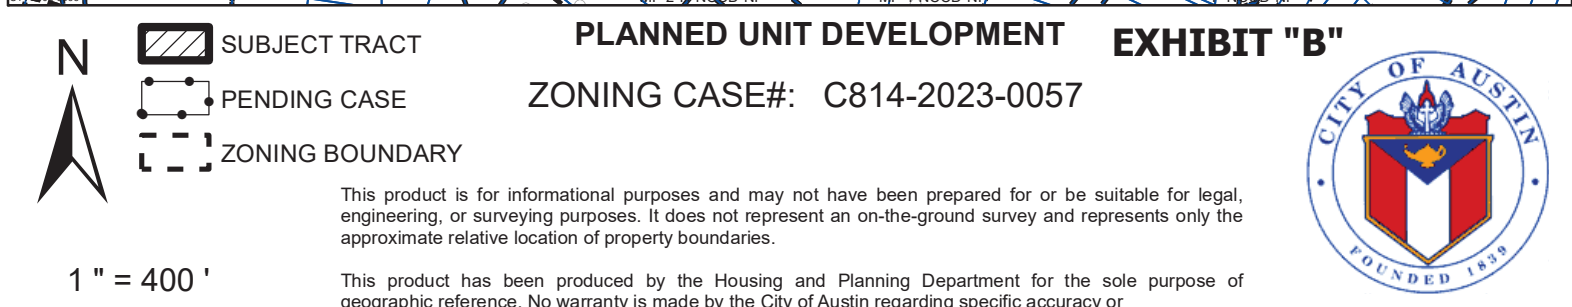 PLANNED UNIT DEVELOPMENT
EXHIBIT "B"
N
SUBJECT TRACT
PENDING CASE
ZONING BOUNDARY
ZONING CASE#: C814-2023-0057
CITY OF AUSTIN
FOUNDED 1839
This product is for informational purposes and may not have been prepared for or be suitable for legal,
engineering, or surveying purposes. It does not represent an on-the-ground survey and represents only the
approximate relative location of property boundaries.
1 " = 400 '
This product has been produced by the Housing and Planning Department for the sole purpose of
geographic reference. No warranty is made by the City of Austin regarding specific accuracy or